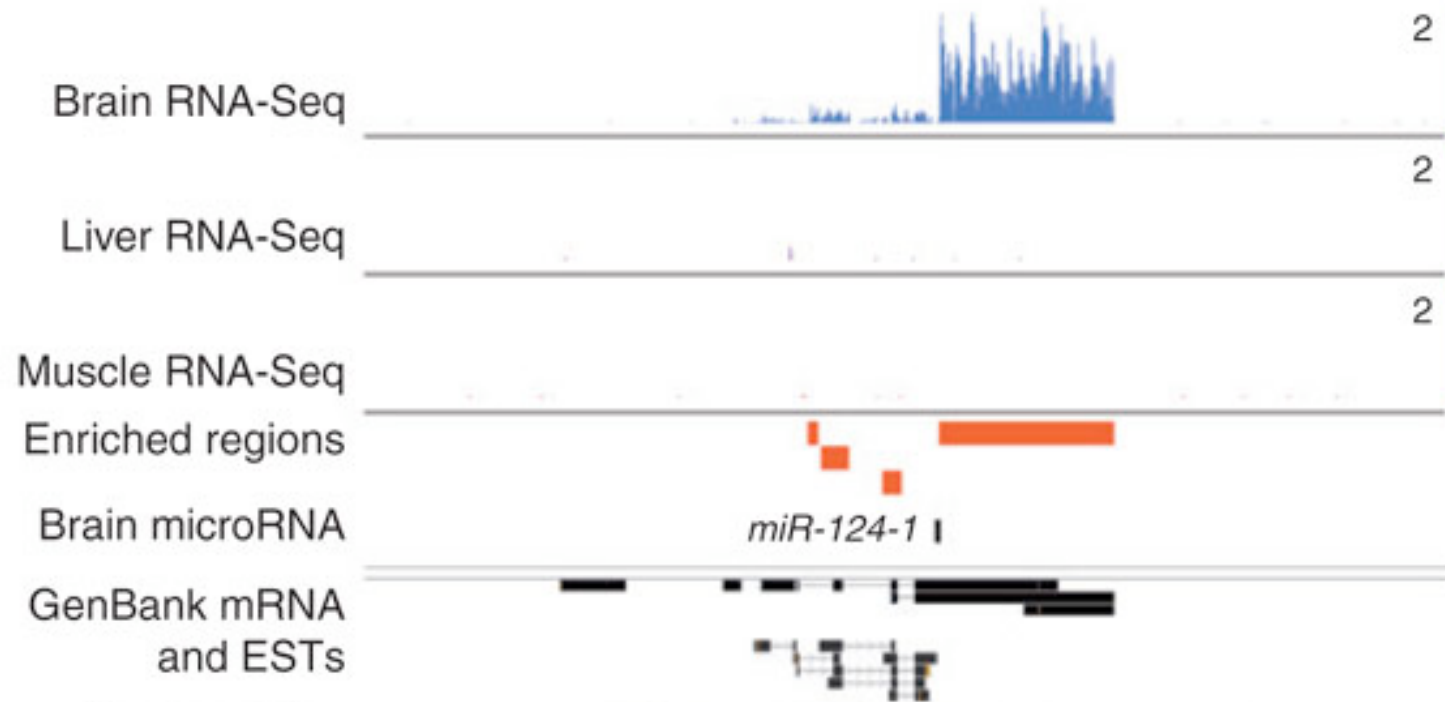 2
Brain RNA-Seq
2
Liver RNA-Seq
2
Muscle RNA-Seq
Enriched regions
Brain microRNA
miR-124-1
GenBank mRNA
and ESTs